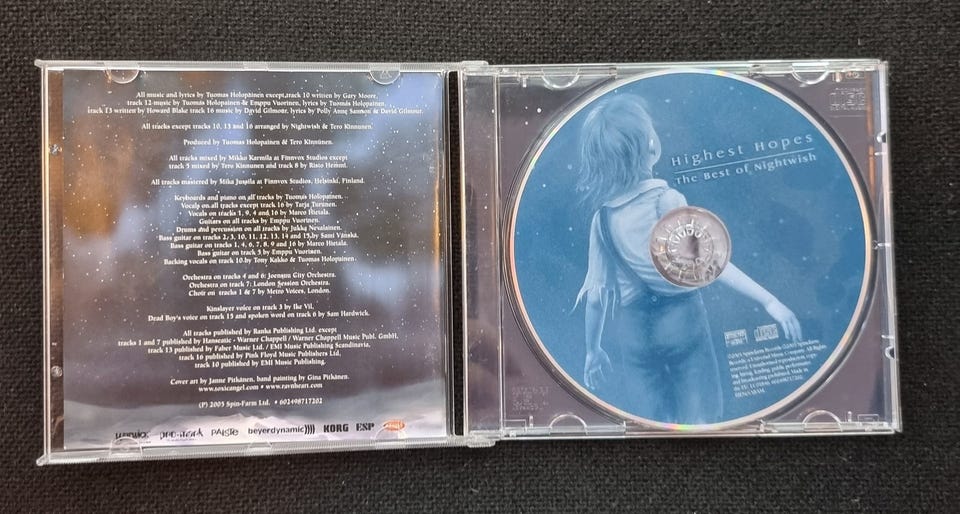 All music and lyrics by Tuomas Holopainen except track 10 written by Gary Moore,
track 12 music by Tuomas Holopainen & Emppu Vuorinen, lyrics by Tuomas Holopainen,
track 13 written by Howard Blake track 16 music by David Gilmour, lyrics by Polly Anne Samson & David Gilmour.
All tracks except tracks 10, 13 and 16 arranged by Nightwish & Tero Kinnunen.
Produced by Tuomas Holopainen & Tero Kinnunen.
All tracks mixed by Mikko Karmila at Finnvox Studios except
track 5 mixed by Tero Kinnunen and track 8 by Risto Hemmi.
All tracks mastered by Mika Jussila at Finnvox Studios, Helsinki, Finland.
Keyboards and piano on all tracks by Tuomas Holopainen.
Vocals on all tracks except track 16 by Tarja Turunen.
Vocals on tracks 1, 9, 4 and 16 by Marco Hietala.
Guitars on all tracks by Emppu Vuorinen.
Drums and percussion on all tracks by Jukka Nevalainen.
Bass guitar on tracks 2, 3, 10, 11, 12, 13, 14 and 15 by Sami Vänskä.
Bass guitar on tracks 1, 4, 6, 7, 8, 9 and 16 by Marco Hietala.
Bass guitar on track 5 by Emppu Vuorinen.
Backing vocals on track 10 by Tony Kakko & Tuomas Holopainen.
Orchestra on tracks 4 and 6: Joensuu City Orchestra.
Orchestra on track 7: London Session Orchestra.
Choir on tracks 1 & 7 by Metro Voices, London.
Kinslayer voice on track 3 by Ike Vil,
Dead Boy's voice on track 15 and spoken word on track 6 by Sam Hardwick.
All tracks published by Ranka Publishing Ltd. except
tracks 1 and 7 published by Hanseatic - Warner Chappell / Warner Chappell Music Publ. GmbH,
track 13 published by Faber Music Ltd. / EMI Music Publishing Scandinavia,
track 16 published by Pink Floyd Music Publishers Ltd,
track 10 published by EMI Music Publishing.
Cover art by Janne Pitkänen, band painting by Gina Pitkänen.
www.toxicangel.com • www.ravnheart.com
(P) 2005 Spin-Farm Ltd. • 602498717202
PAISTE beyerdynamic)))) KORG ESP
Highest Hopes
The Best of Nightwish